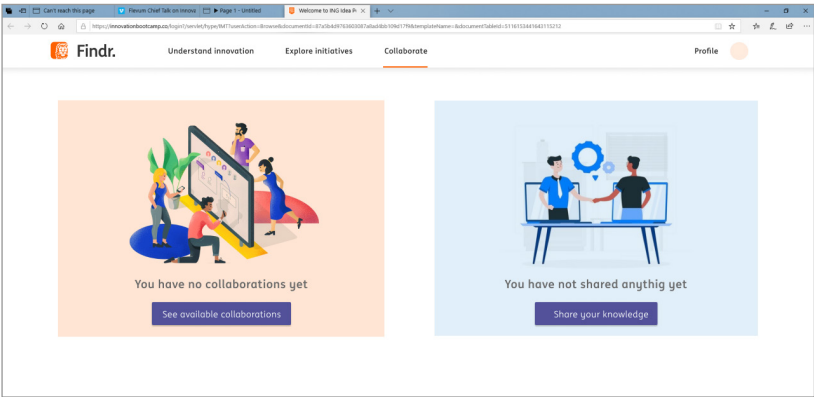 Can't reach this page
Flexum Chief Talk on Innova
Page 1 - Untitled
Welcome to ING Idea Po
Findr.
Understand innovation
Explore initiatives
Collaborate
Profile
You have no collaborations yet
See available collaborations
You have not shared anythig yet
Share your knowledge